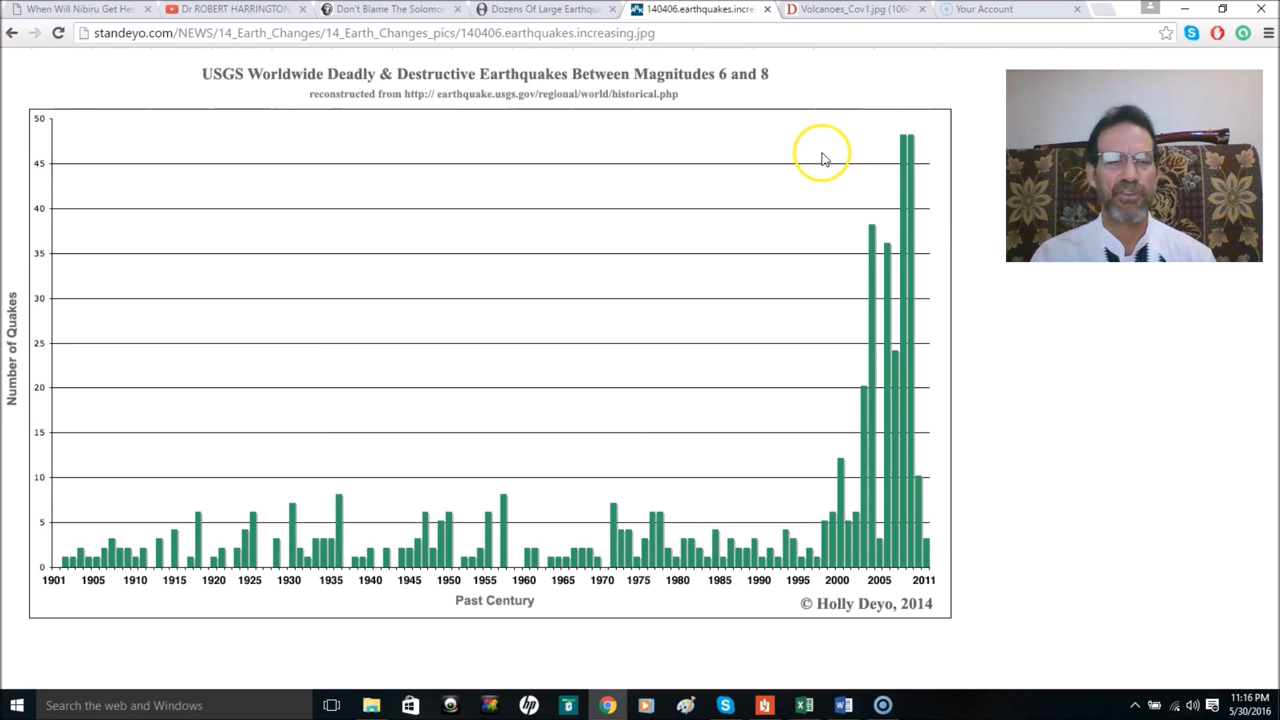 When Will Nibiru Get Her
Dr ROBERT HARRINGTON
Don't Blame The Solomo
Dozens Of Large Earthqu
140406.earthquakes.incre
Volcanoes_Cov1.jpg (1064
Your Account
standeyo.com/NEWS/14_Earth_Changes/14_Earth_Changes_pics/140406.earthquakes.increasing.jpg
USGS Worldwide Deadly & Destructive Earthquakes Between Magnitudes 6 and 8
reconstructed from http:// earthquake.usgs.gov/regional/world/historical.php
50
45
40
35
30
25
20
15
10
5
0
Number of Quakes
1901 1905 1910 1915 1920 1925 1930 1935 1940 1945 1950 1955 1960 1965 1970 1975 1980 1985 1990 1995 2000 2005 2011
Past Century
© Holly Deyo, 2014
Search the web and Windows
11:16 PM
5/30/2016